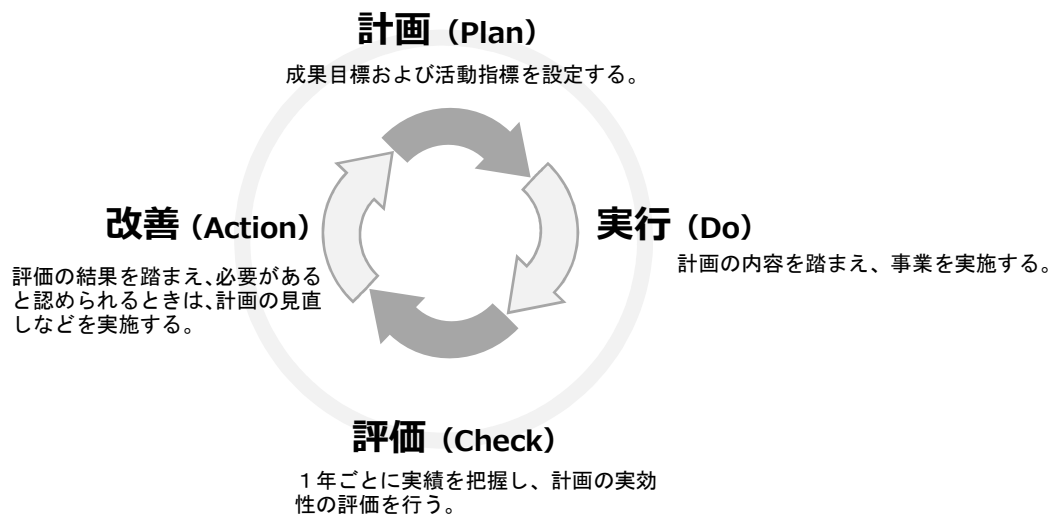 計画（Plan）
成果目標および活動指標を設定する。
改善（Action）
評価の結果を踏まえ、必要がある
と認められるときは、計画の見直
しなどを実施する。
実行（Do）
計画の内容を踏まえ、事業を実施する。
評価（Check）
１年ごとに実績を把握し、計画の実効
性の評価を行う。